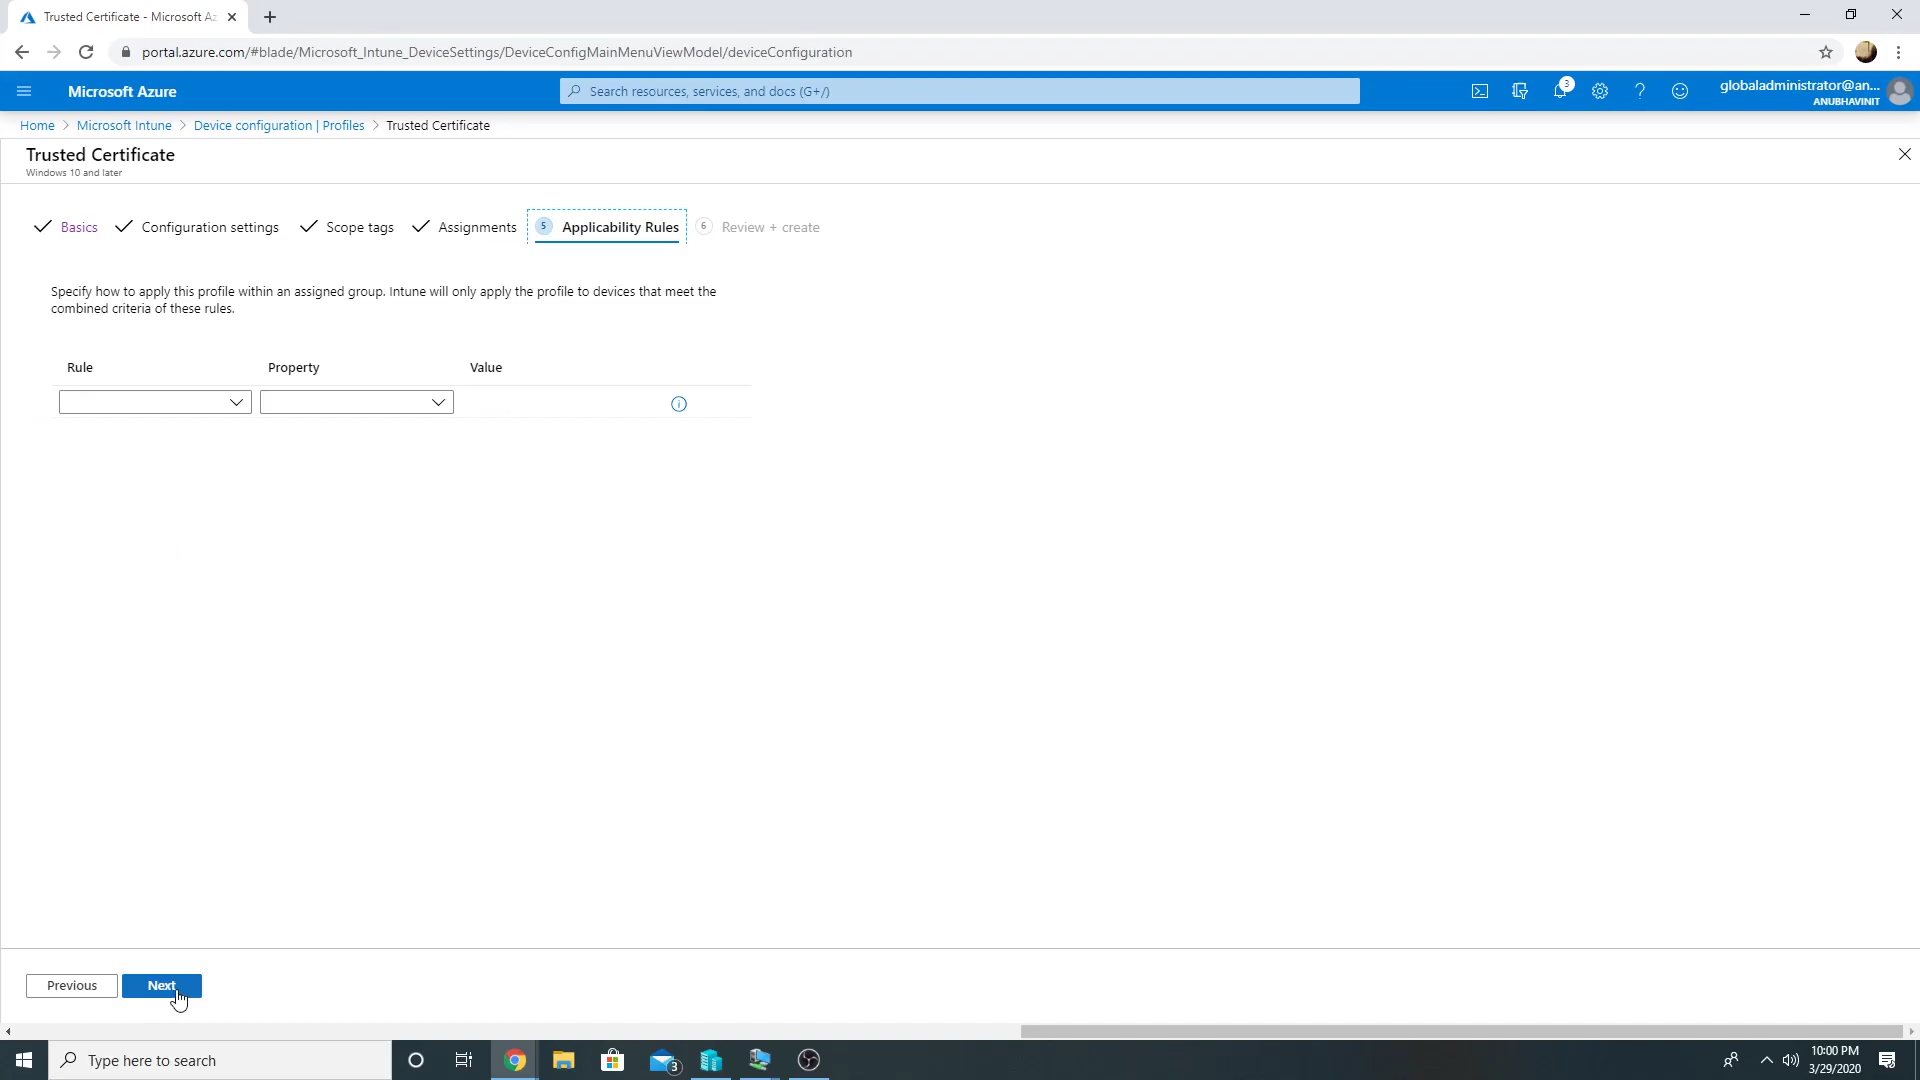 Trusted Certificate - Microsoft Az
portal.azure.com/#blade/Microsoft_Intune_DeviceSettings/DeviceConfigMainMenuViewModel/deviceConfiguration
Microsoft Azure
Search resources, services, and docs (G+/)
3
globaladministrator@an...
ANUBHAVINIT
Home > Microsoft Intune > Device configuration | Profiles > Trusted Certificate
Trusted Certificate
Windows 10 and later
Basics Configuration settings Scope tags Assignments 5 Applicability Rules 6 Review + create
Specify how to apply this profile within an assigned group. Intune will only apply the profile to devices that meet the
combined criteria of these rules.
Rule Property Value
Previous Next
Type here to search
3
10:00 PM
3/29/2020